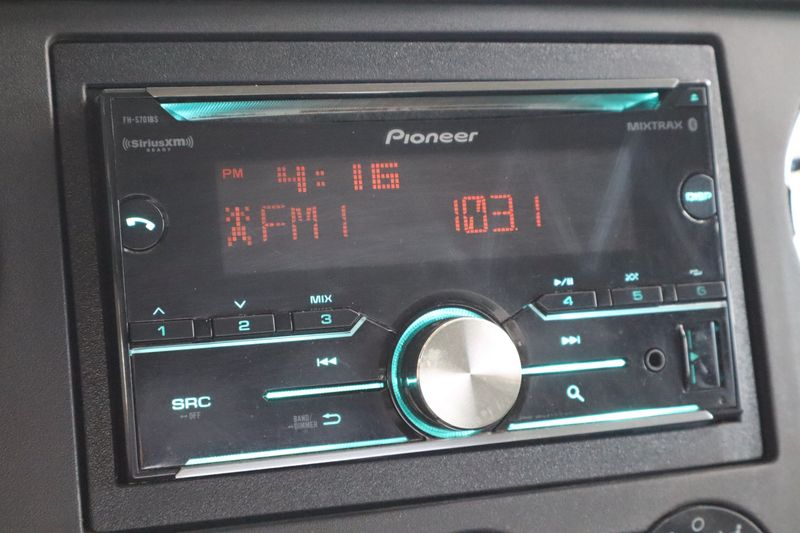 FH-S701BS
((SiriusXM))
READY
Pioneer
MIXTRAX
DISP
PM 4:16
FM1 103.1
MIX
1 2 3
4 5 6
SRC
OFF
BAND/
DIMMER